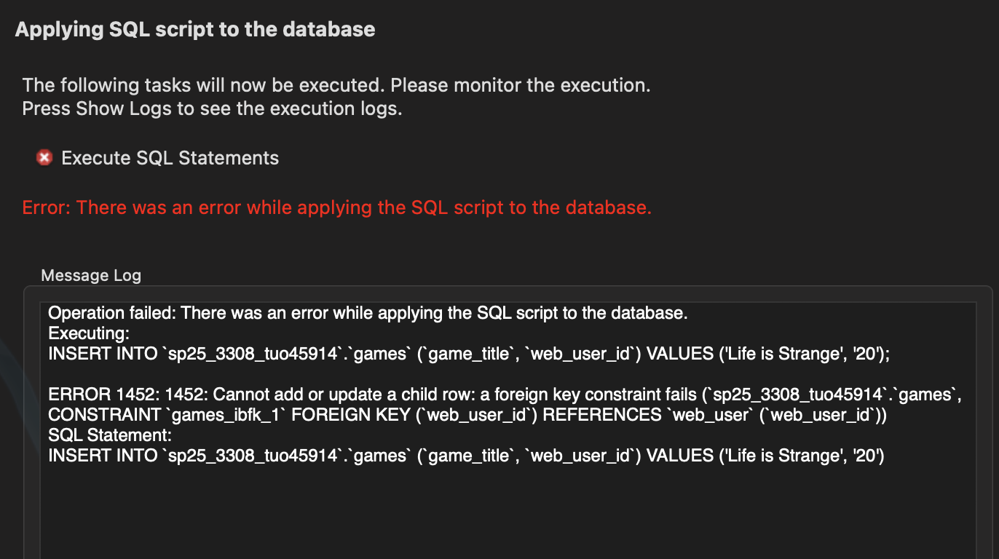 Applying SQL script to the database
The following tasks will now be executed. Please monitor the execution.
Press Show Logs to see the execution logs.
Execute SQL Statements
Error: There was an error while applying the SQL script to the database.
Message Log
Operation failed: There was an error while applying the SQL script to the database.
Executing:
INSERT INTO `sp25_3308_tuo45914`.`games` (`game_title`, `web_user_id`) VALUES ('Life is Strange', '20');
ERROR 1452: 1452: Cannot add or update a child row: a foreign key constraint fails (`sp25_3308_tuo45914`.`games`,
CONSTRAINT `games_ibfk_1` FOREIGN KEY (`web_user_id`) REFERENCES `web_user` (`web_user_id`))
SQL Statement:
INSERT INTO `sp25_3308_tuo45914`.`games` (`game_title`, `web_user_id`) VALUES ('Life is Strange', '20')